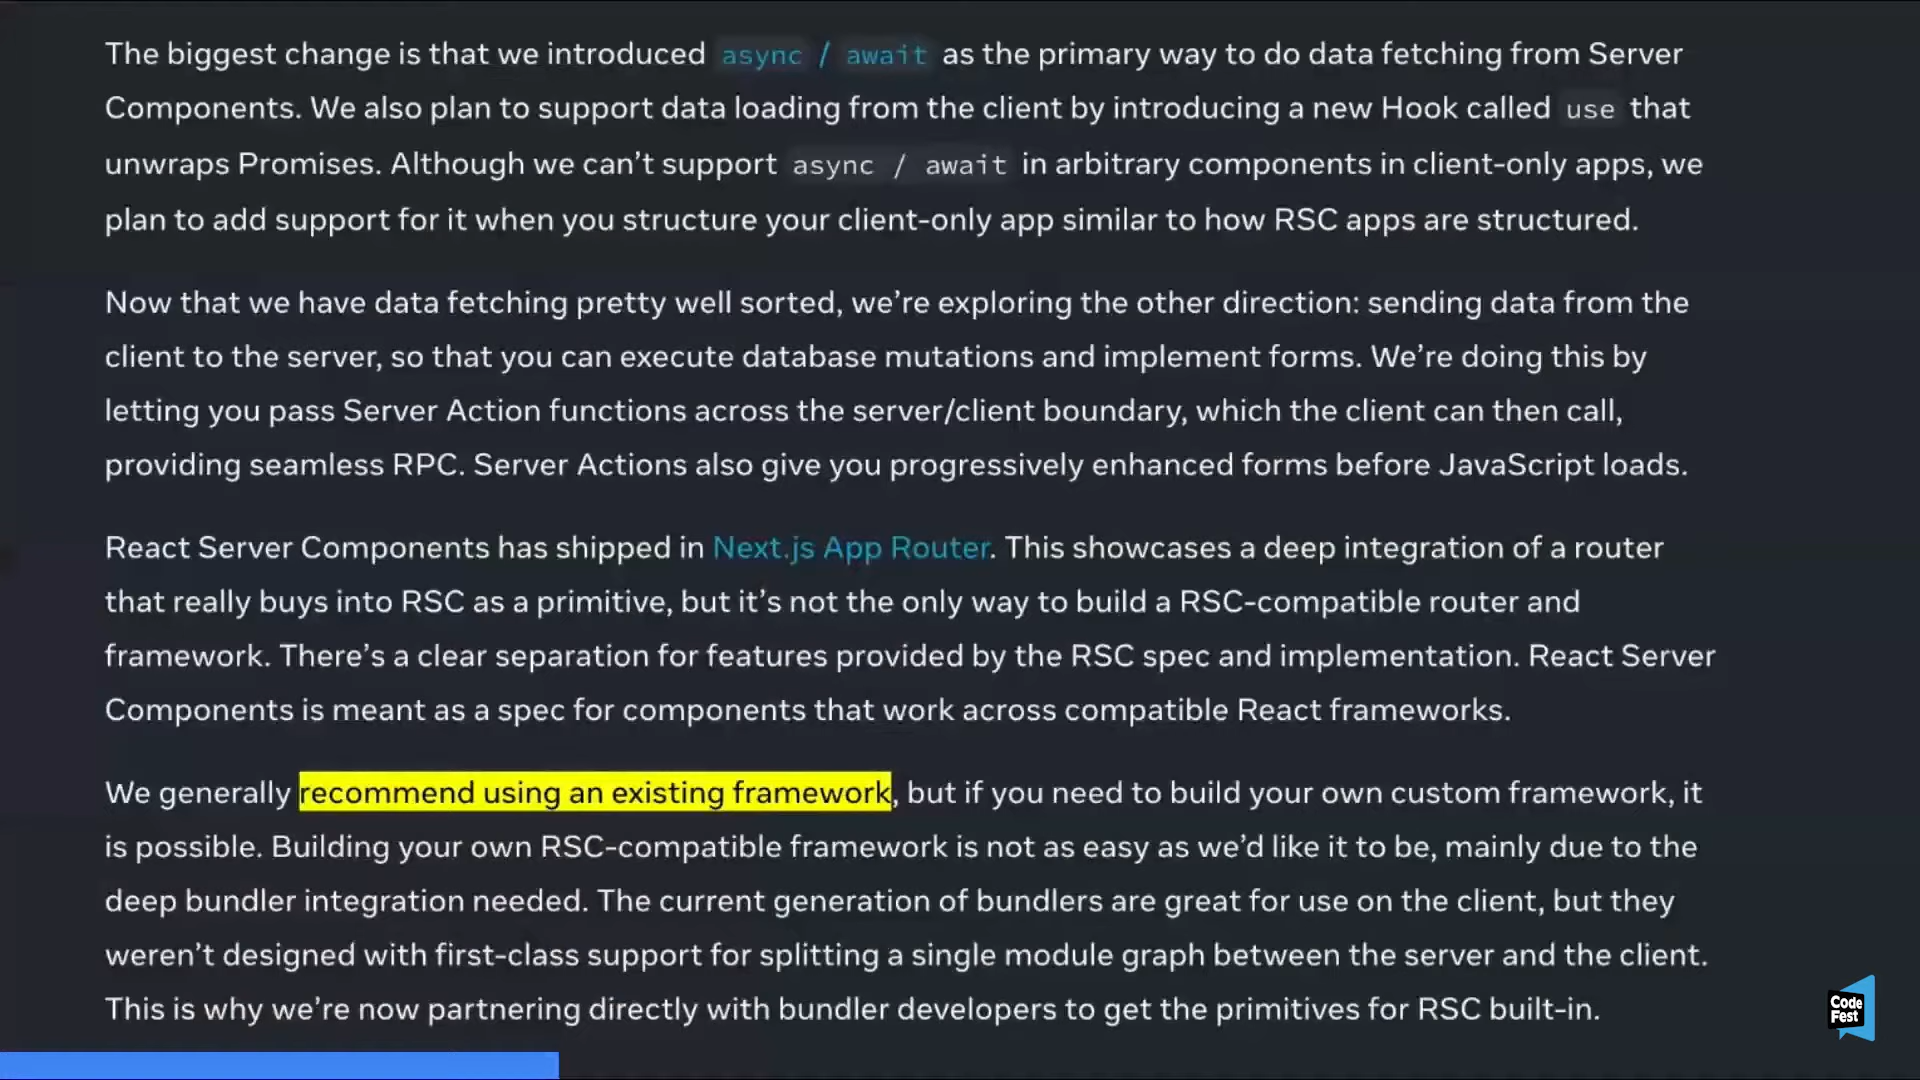 The biggest change is that we introduced async / await as the primary way to do data fetching from Server
Components. We also plan to support data loading from the client by introducing a new Hook called use that
unwraps Promises. Although we can’t support async / await in arbitrary components in client-only apps, we
plan to add support for it when you structure your client-only app similar to how RSC apps are structured.
Now that we have data fetching pretty well sorted, we’re exploring the other direction: sending data from the
client to the server, so that you can execute database mutations and implement forms. We’re doing this by
letting you pass Server Action functions across the server/client boundary, which the client can then call,
providing seamless RPC. Server Actions also give you progressively enhanced forms before JavaScript loads.
React Server Components has shipped in Next.js App Router. This showcases a deep integration of a router
that really buys into RSC as a primitive, but it’s not the only way to build a RSC-compatible router and
framework. There’s a clear separation for features provided by the RSC spec and implementation. React Server
Components is meant as a spec for components that work across compatible React frameworks.
We generally recommend using an existing framework, but if you need to build your own custom framework, it
is possible. Building your own RSC-compatible framework is not as easy as we’d like it to be, mainly due to the
deep bundler integration needed. The current generation of bundlers are great for use on the client, but they
weren’t designed with first-class support for splitting a single module graph between the server and the client.
This is why we’re now partnering directly with bundler developers to get the primitives for RSC built-in.
Code
Fest